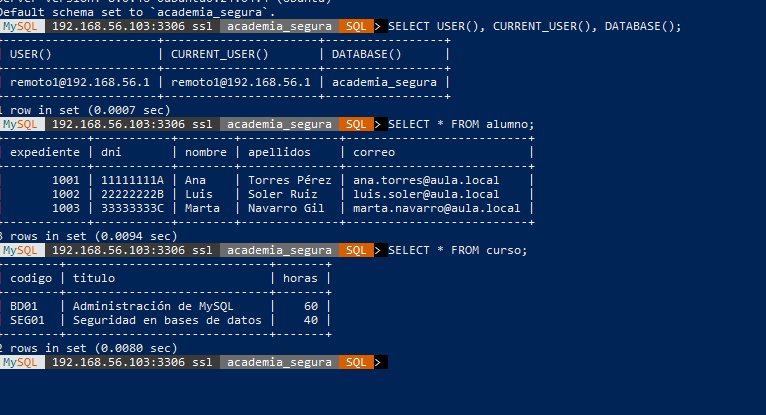 Default schema set to `academia_segura`.
MySQL 192.168.56.103:3306 ssl academia_segura SQL > SELECT USER(), CURRENT_USER(), DATABASE();
+----------------------+----------------------+-----------------+
| USER() | CURRENT_USER() | DATABASE() |
+----------------------+----------------------+-----------------+
| remoto1@192.168.56.1 | remoto1@192.168.56.1 | academia_segura |
+----------------------+----------------------+-----------------+
1 row in set (0.0007 sec)
MySQL 192.168.56.103:3306 ssl academia_segura SQL > SELECT * FROM alumno;
+------------+-----------+--------+--------------+--------------------------+
| expediente | dni | nombre | apellidos | correo |
+------------+-----------+--------+--------------+--------------------------+
| 1001 | 11111111A | Ana | Torres Pérez | ana.torres@aula.local |
| 1002 | 22222222B | Luis | Soler Ruiz | luis.soler@aula.local |
| 1003 | 33333333C | Marta | Navarro Gil | marta.navarro@aula.local |
+------------+-----------+--------+--------------+--------------------------+
3 rows in set (0.0094 sec)
MySQL 192.168.56.103:3306 ssl academia_segura SQL > SELECT * FROM curso;
+--------+----------------------------+-------+
| codigo | titulo | horas |
+--------+----------------------------+-------+
| BD01 | Administración de MySQL | 60 |
| SEG01 | Seguridad en bases de datos | 40 |
+--------+----------------------------+-------+
2 rows in set (0.0080 sec)
MySQL 192.168.56.103:3306 ssl academia_segura SQL >